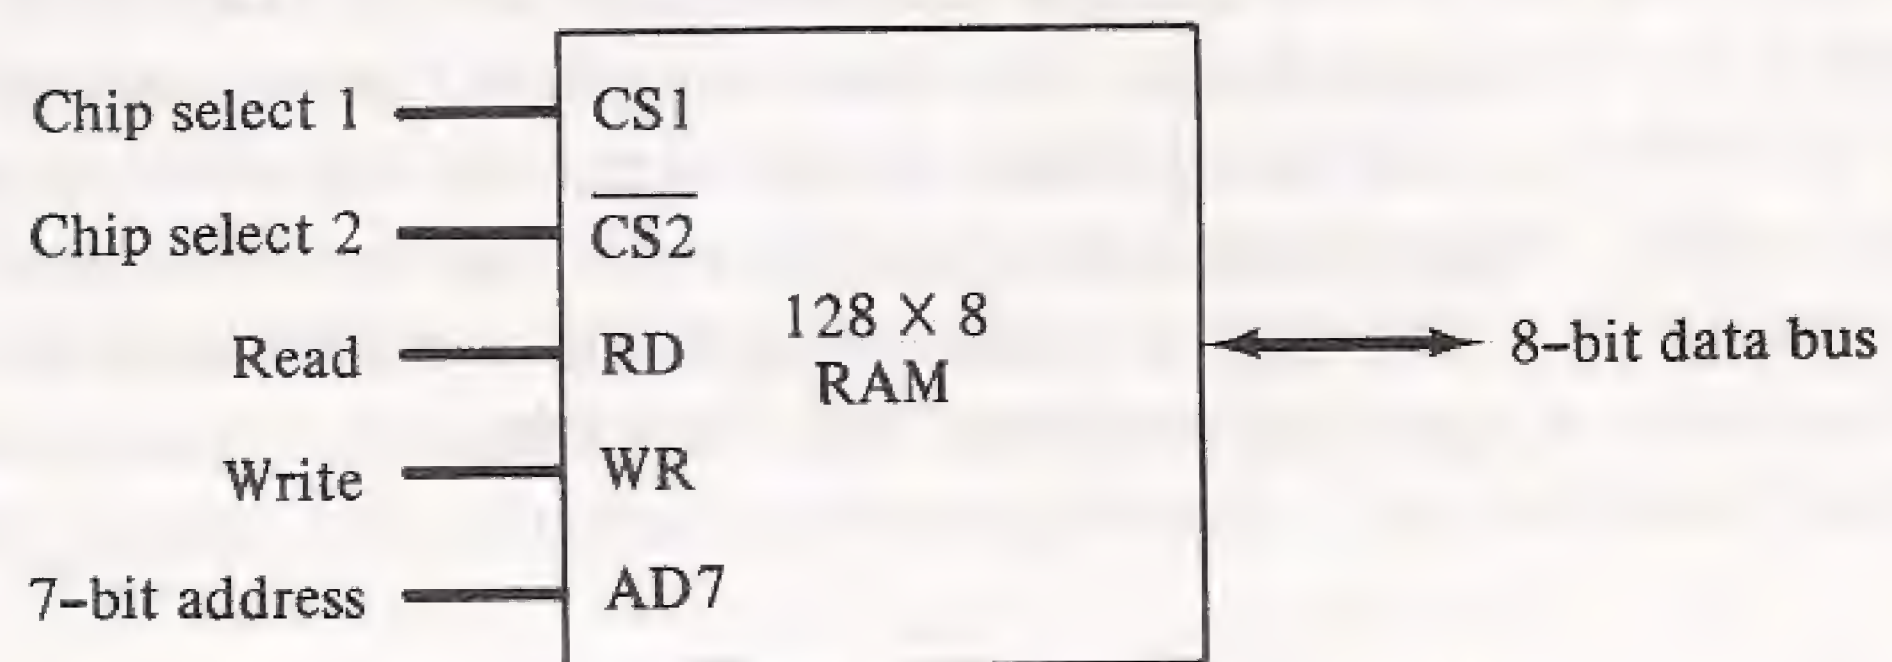 Chip select 1 CS1
Chip select 2 C̅S̅2̅
Read RD
128 × 8
RAM
8-bit data bus
Write WR
7-bit address AD7